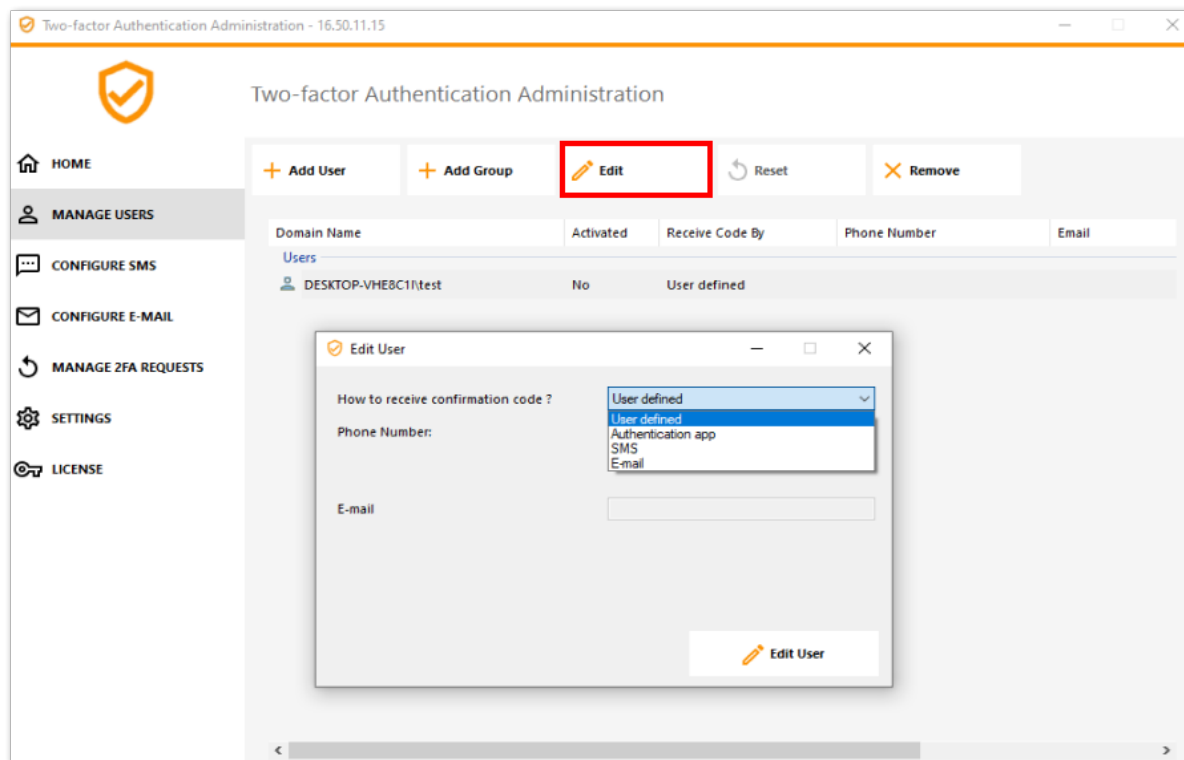 Two-factor Authentication Administration - 16.50.11.15
Two-factor Authentication Administration
HOME
MANAGE USERS
CONFIGURE SMS
CONFIGURE E-MAIL
MANAGE 2FA REQUESTS
SETTINGS
LICENSE
Add User Add Group Edit Reset Remove
Domain Name Activated Receive Code By Phone Number Email
Users
DESKTOP-VHE8C1I\test No User defined
Edit User
How to receive confirmation code ? User defined
User defined
Authentication app
SMS
E-mail
Phone Number:
E-mail
Edit User